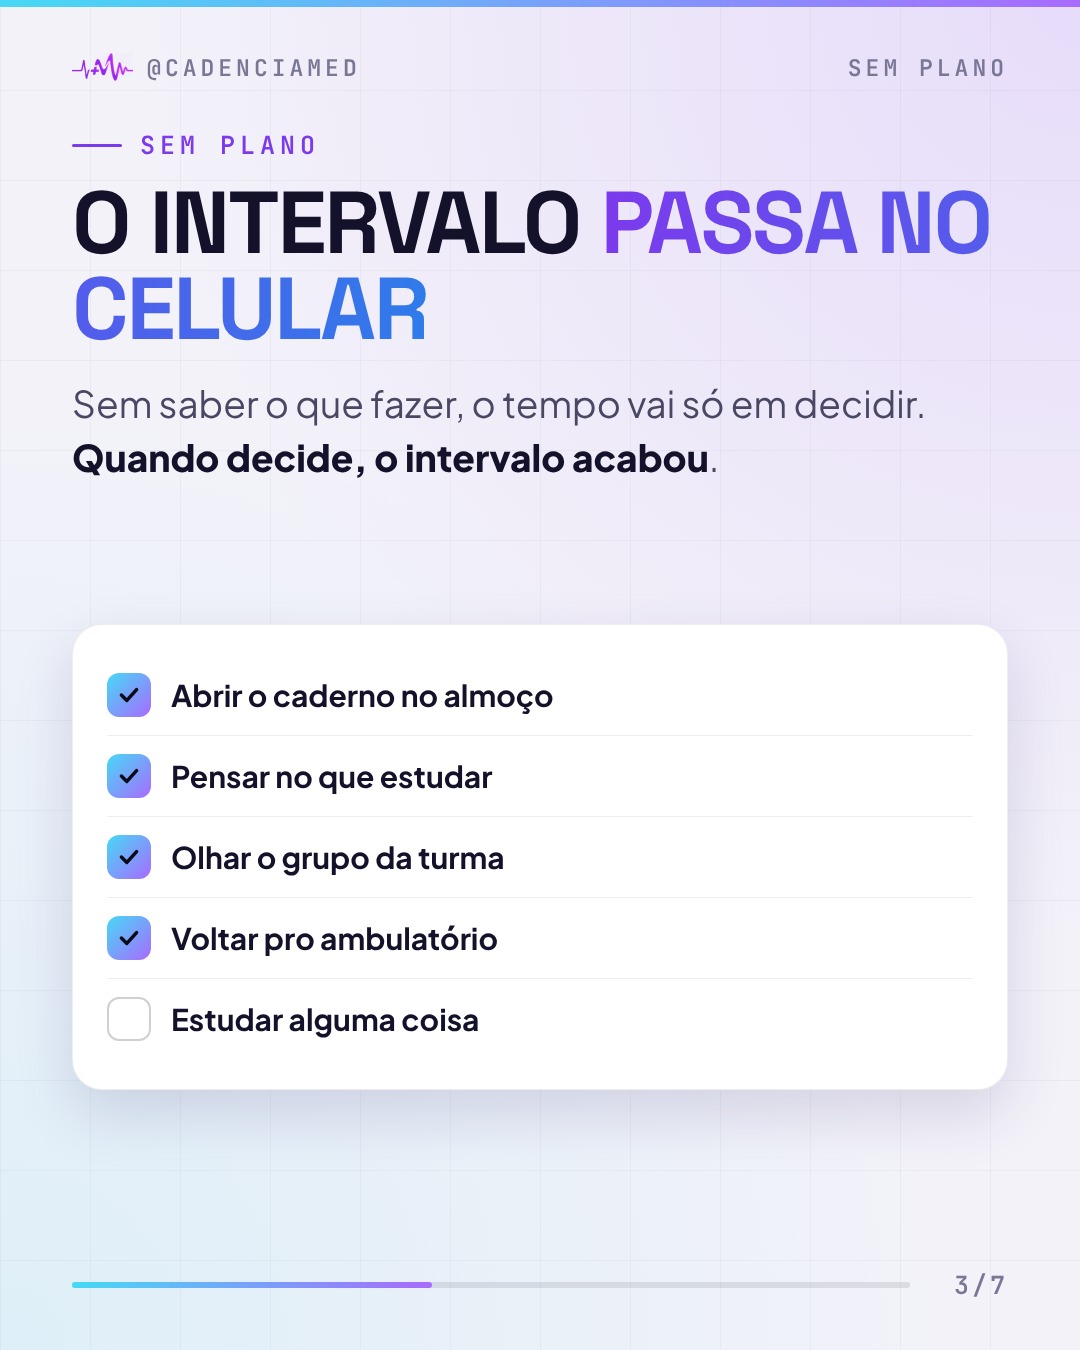 @CADENCIAMED
SEM PLANO
SEM PLANO
O INTERVALO PASSA NO
CELULAR
Sem saber o que fazer, o tempo vai só em decidir.
Quando decide, o intervalo acabou.
Abrir o caderno no almoço
Pensar no que estudar
Olhar o grupo da turma
Voltar pro ambulatório
Estudar alguma coisa
3/7